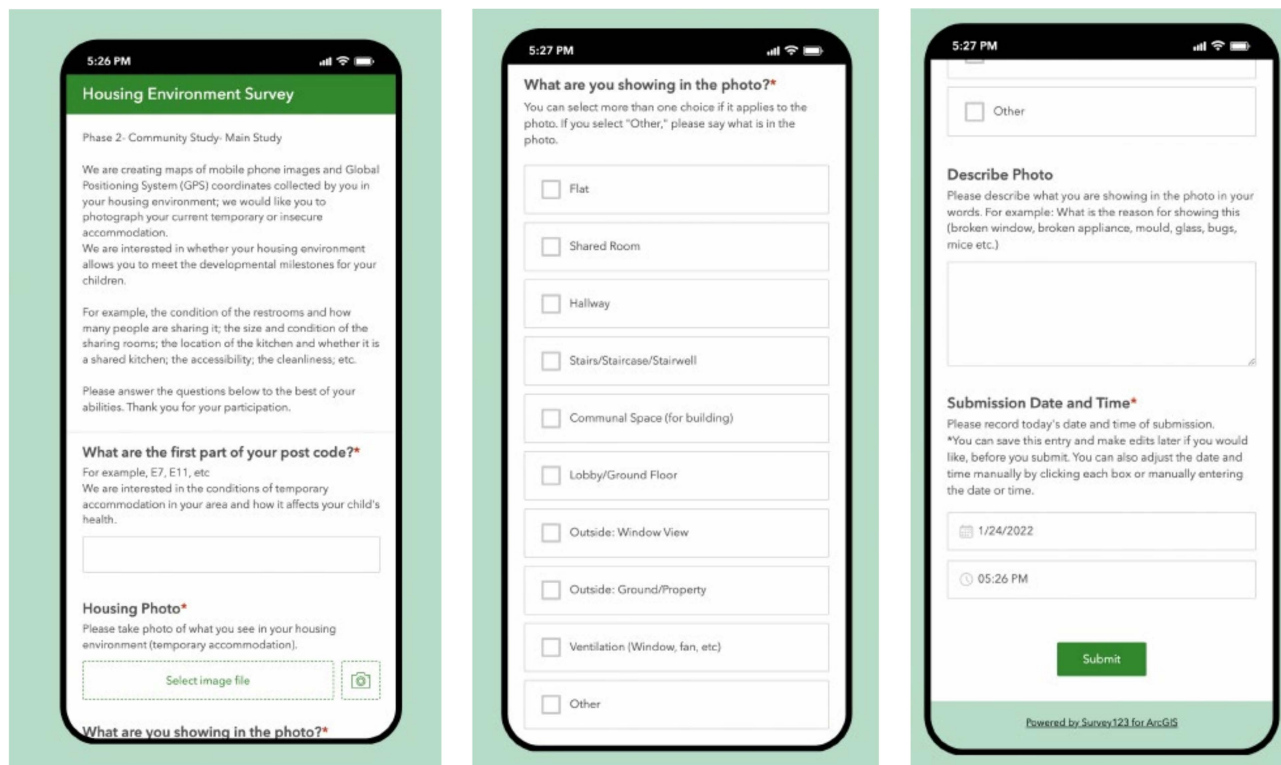 5:26 PM
Housing Environment Survey
Phase 2- Community Study- Main Study
We are creating maps of mobile phone images and Global
Positioning System (GPS) coordinates collected by you in
your housing environment; we would like you to
photograph your current temporary or insecure
accommodation.
We are interested in whether your housing environment
allows you to meet the developmental milestones for your
children.
For example, the condition of the restrooms and how
many people are sharing it; the size and condition of the
sharing rooms; the location of the kitchen and whether it is
a shared kitchen; the accessibility; the cleanliness; etc.
Please answer the questions below to the best of your
abilities. Thank you for your participation.
What are the first part of your post code?*
For example, E7, E11, etc
We are interested in the conditions of temporary
accommodation in your area and how it affects your child's
health.
Housing Photo*
Please take photo of what you see in your housing
environment (temporary accommodation).
Select image file
What are you showing in the photo?*
5:27 PM
What are you showing in the photo?*
You can select more than one choice if it applies to the
photo. If you select "Other," please say what is in the
photo.
Flat
Shared Room
Hallway
Stairs/Staircase/Stairwell
Communal Space (for building)
Lobby/Ground Floor
Outside: Window View
Outside: Ground/Property
Ventilation (Window, fan, etc)
Other
5:27 PM
Other
Describe Photo
Please describe what you are showing in the photo in your
words. For example: What is the reason for showing this
(broken window, broken appliance, mould, glass, bugs,
mice etc.)
Submission Date and Time*
Please record today's date and time of submission.
*You can save this entry and make edits later if you would
like, before you submit. You can also adjust the date and
time manually by clicking each box or manually entering
the date or time.
1/24/2022
05:26 PM
Submit
Powered by Survey123 for ArcGIS